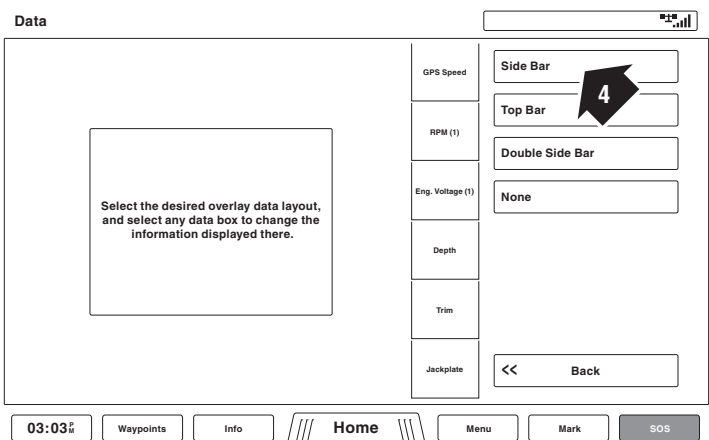 Data
Select the desired overlay data layout,
and select any data box to change the
information displayed there.
GPS Speed
RPM (1)
Eng. Voltage (1)
Depth
Trim
Jackplate
Side Bar
4
Top Bar
Double Side Bar
None
<< Back
03:03 PM
Waypoints
Info
Home
Menu
Mark
SOS